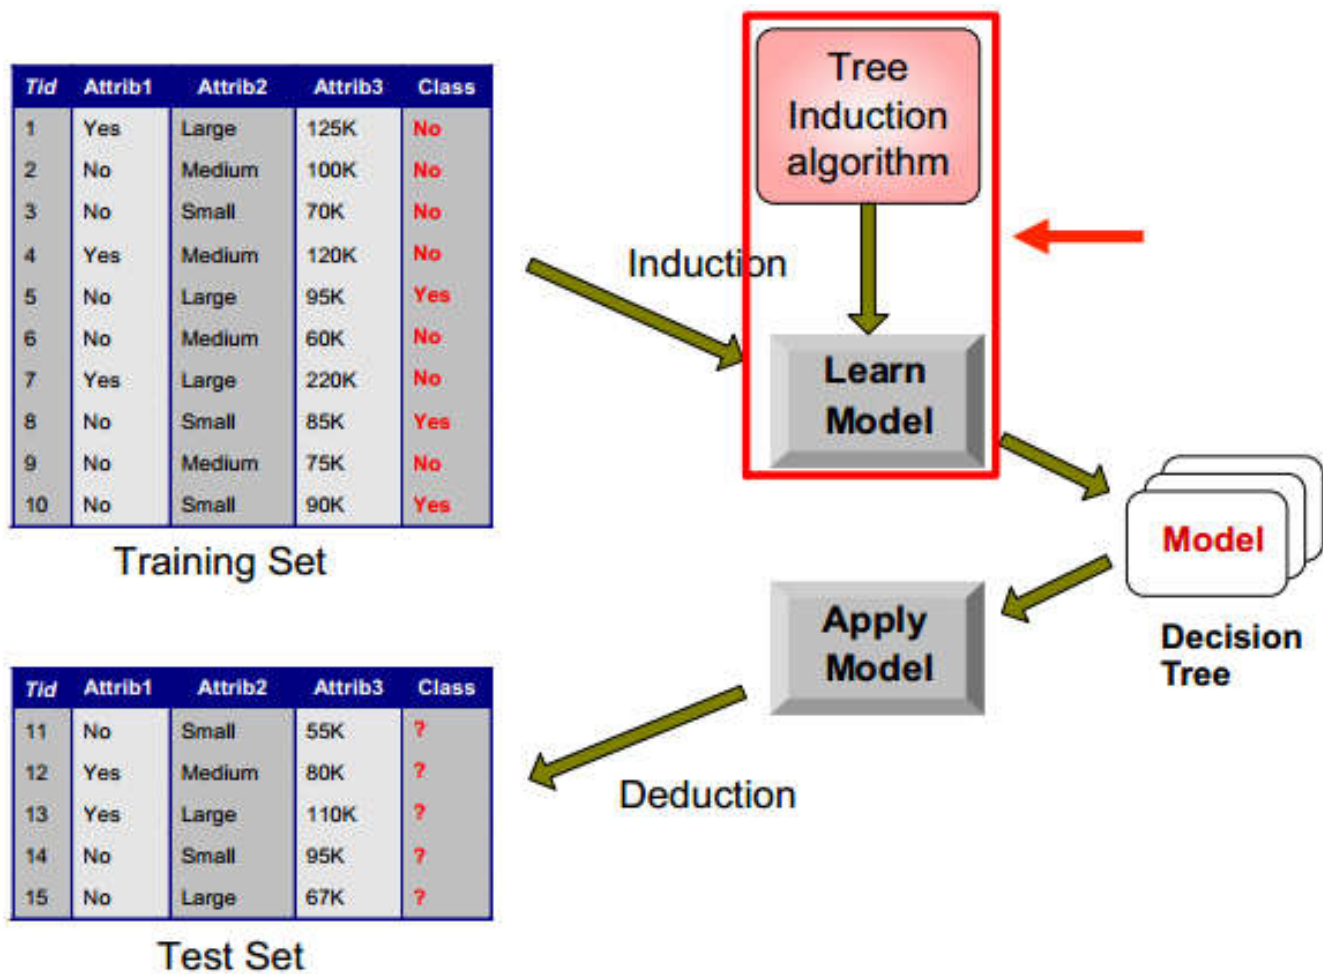 Tree
Induction
algorithm
Tid Attrib1 Attrib2 Attrib3 Class
1 Yes Large 125K No
2 No Medium 100K No
3 No Small 70K No
4 Yes Medium 120K No
5 No Large 95K Yes
6 No Medium 60K No
7 Yes Large 220K No
8 No Small 85K Yes
9 No Medium 75K No
10 No Small 90K Yes
Training Set
Induction
Learn
Model
Model
Decision
Tree
Apply
Model
Deduction
Tid Attrib1 Attrib2 Attrib3 Class
11 No Small 55K ?
12 Yes Medium 80K ?
13 Yes Large 110K ?
14 No Small 95K ?
15 No Large 67K ?
Test Set